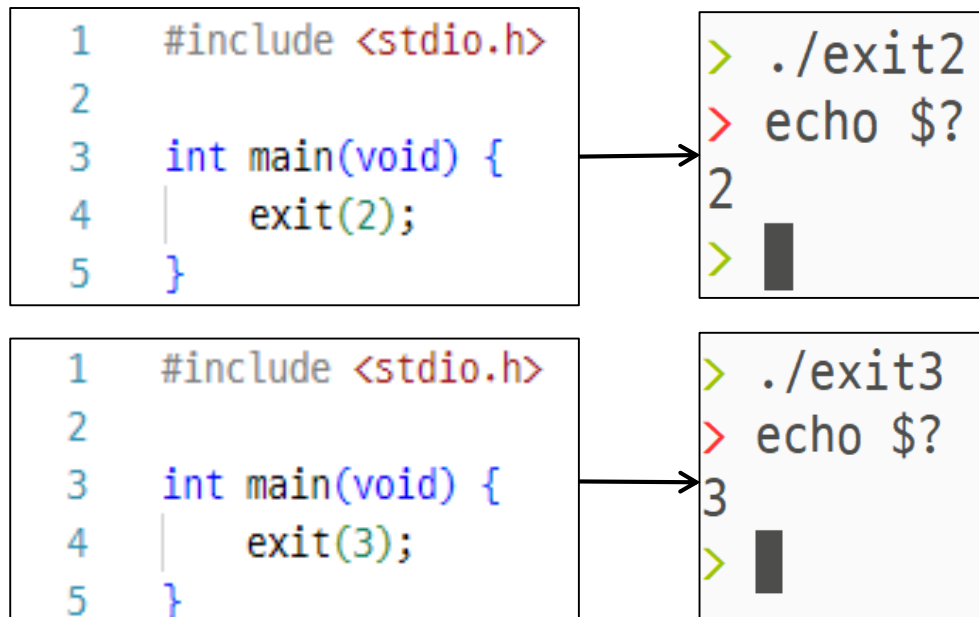 1 #include <stdio.h>
2
3 int main(void) {
4 exit(2);
5 }
> ./exit2
> echo $?
2
>
1 #include <stdio.h>
2
3 int main(void) {
4 exit(3);
5 }
> ./exit3
> echo $?
3
>